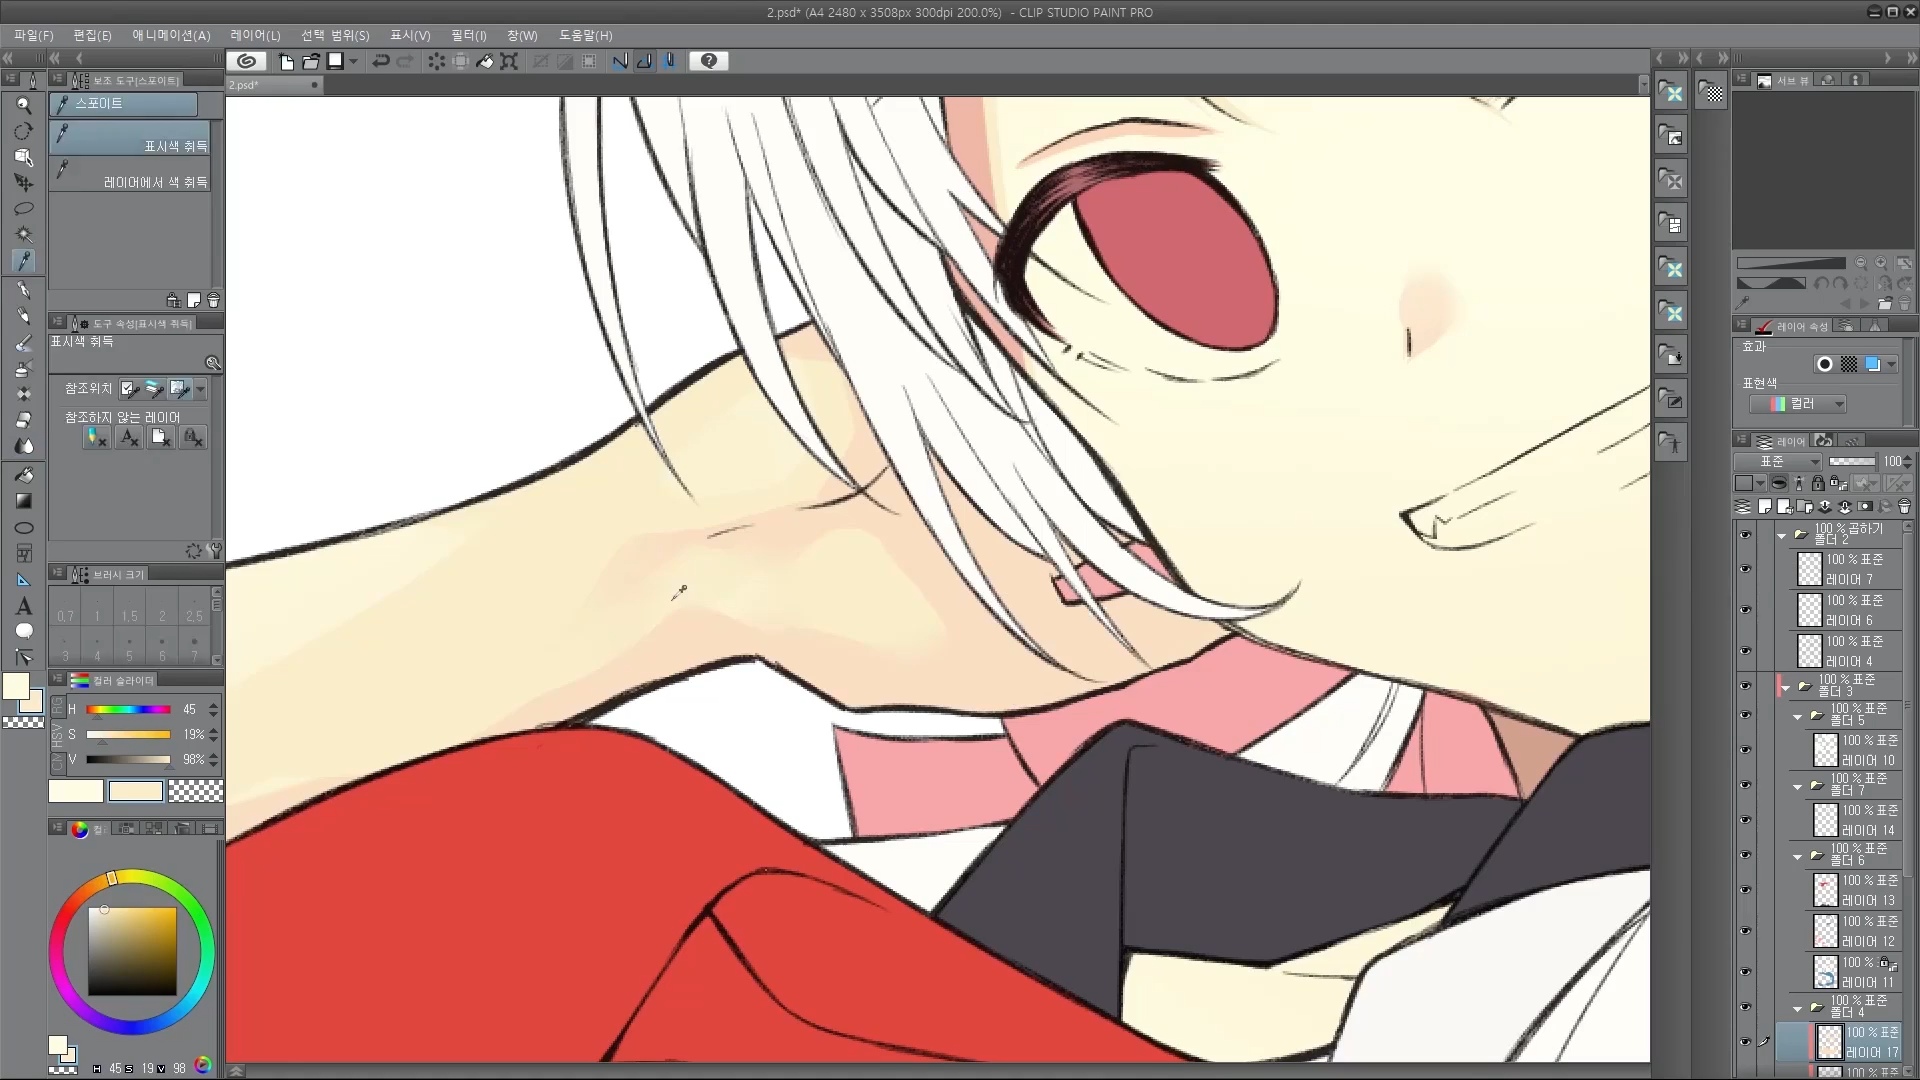 2.psd* (A4 2480 x 3508px 300dpi 200.0%)  - CLIP STUDIO PAINT PRO
파일(F) 편집(E) 애니메이션(A) 레이어(L) 선택 범위(S) 표시(V) 필터(I) 창(W) 도움말(H)
2.psd*
보조 도구[스포이트]
스포이트
표시색 취득
레이어에서 색 취득
도구 속성[표시색 취득]
표시색 취득
참조위치
참조하지 않는 레이어
브러시 크기
0.7 1 1.5 2 2.5
3 4 5 6 7
컬러 슬라이더
H 45
S 19%
V 98%
H 45 S 19 V 98
서브 뷰
레이어 속성
효과
표현색
컬러
레이어
표준 100
100 % 곱하기
폴더 2
100 % 표준
레이어 7
100 % 표준
레이어 6
100 % 표준
레이어 4
100 % 표준
폴더 3
100 % 표준
폴더 5
100 % 표준
레이어 10
100 % 표준
폴더 7
100 % 표준
레이어 14
100 % 표준
폴더 6
100 % 표준
레이어 13
100 % 표준
레이어 12
100 %
레이어 11
100 % 표준
폴더 4
100 % 표준
레이어 17
100 % 표준